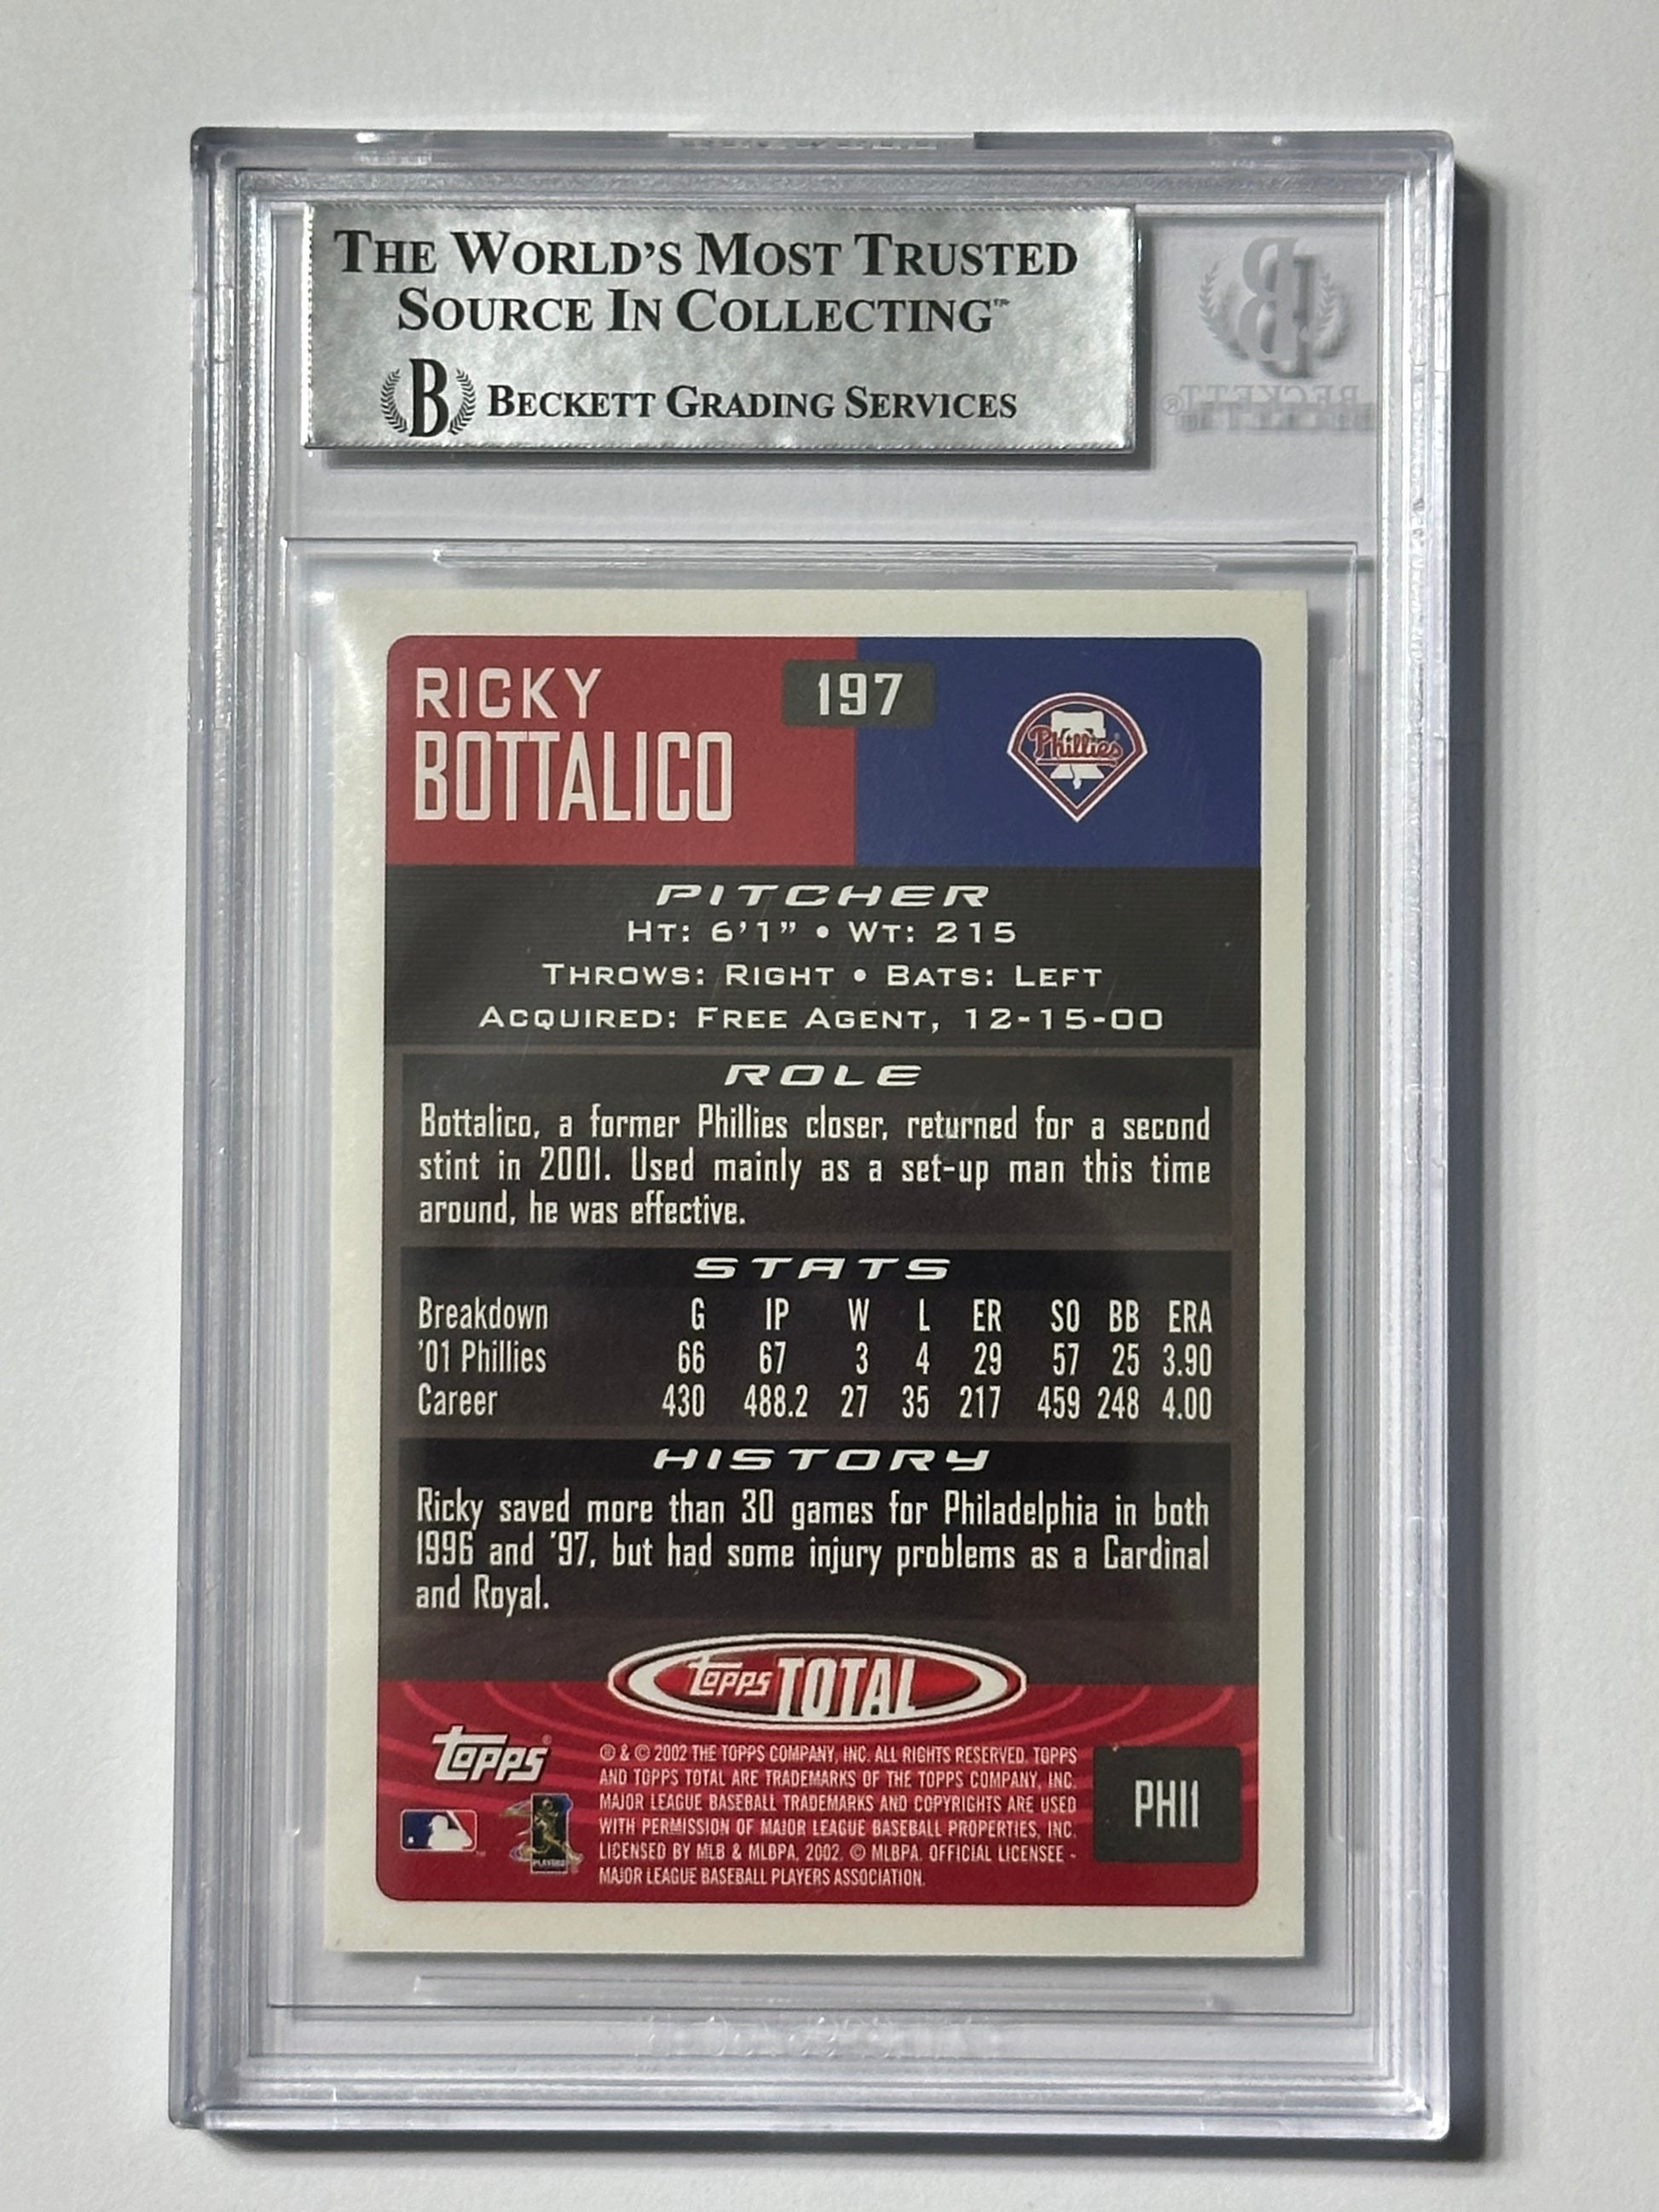 THE WORLD'S MOST TRUSTED
SOURCE IN COLLECTING™
B BECKETT GRADING SERVICES
BECKETT®
RICKY
BOTTALICO
197
Phillies
PITCHER
HT: 6'1" • WT: 215
THROWS: RIGHT • BATS: LEFT
ACQUIRED: FREE AGENT, 12-15-00
ROLE
Bottalico, a former Phillies closer, returned for a second
stint in 2001. Used mainly as a set-up man this time
around, he was effective.
STATS
Breakdown G IP W L ER SO BB ERA
'01 Phillies 66 67 3 4 29 57 25 3.90
Career 430 488.2 27 35 217 459 248 4.00
HISTORY
Ricky saved more than 30 games for Philadelphia in both
1996 and '97, but had some injury problems as a Cardinal
and Royal.
topps TOTAL
topps®
® & © 2002 THE TOPPS COMPANY, INC. ALL RIGHTS RESERVED. TOPPS
AND TOPPS TOTAL ARE TRADEMARKS OF THE TOPPS COMPANY, INC.
MAJOR LEAGUE BASEBALL TRADEMARKS AND COPYRIGHTS ARE USED
WITH PERMISSION OF MAJOR LEAGUE BASEBALL PROPERTIES, INC.
LICENSED BY MLB & MLBPA, 2002. © MLBPA. OFFICIAL LICENSEE -
MAJOR LEAGUE BASEBALL PLAYERS ASSOCIATION.
PLAYERS
PHI1